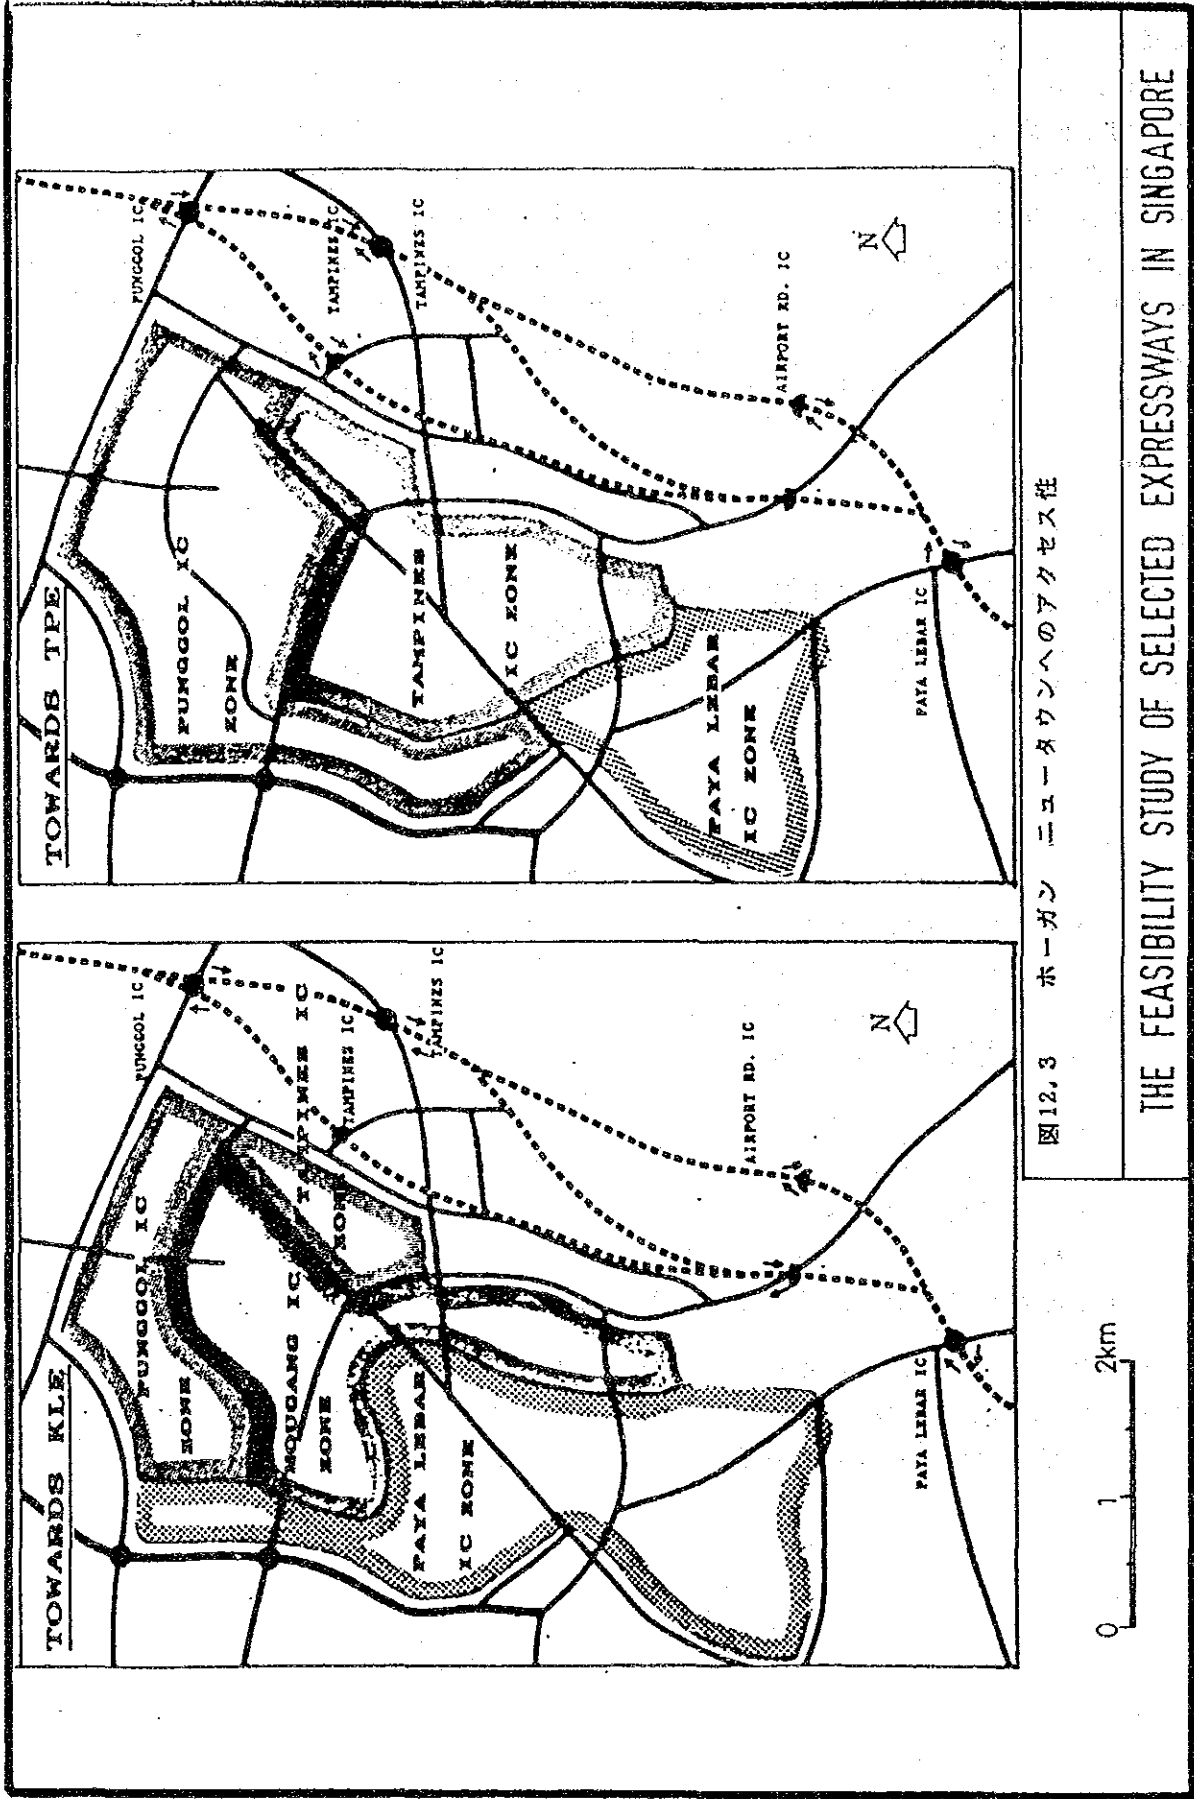 TOWARDS KLE
PUNGGOL IC
PUNGGOL IC
ZONE
TAMPINES IC
ZONE
HOUGANG IC
ZONE
TAMPINES IC
TAMPINES IC
PAYA LEBAR
IC ZONE
AIRPORT RD. IC
N
PAYA LEBAR IC
TOWARDS TPE
PUNGGOL IC
PUNGGOL IC
ZONE
TAMPINES IC
TAMPINES IC
TAMPINES
IC ZONE
PAYA LEBAR
IC ZONE
AIRPORT RD. IC
N
PAYA LEBAR IC
0 1 2km
図12.3 ホーガン ニュータウンへのアクセス性
THE FEASIBILITY STUDY OF SELECTED EXPRESSWAYS IN SINGAPORE